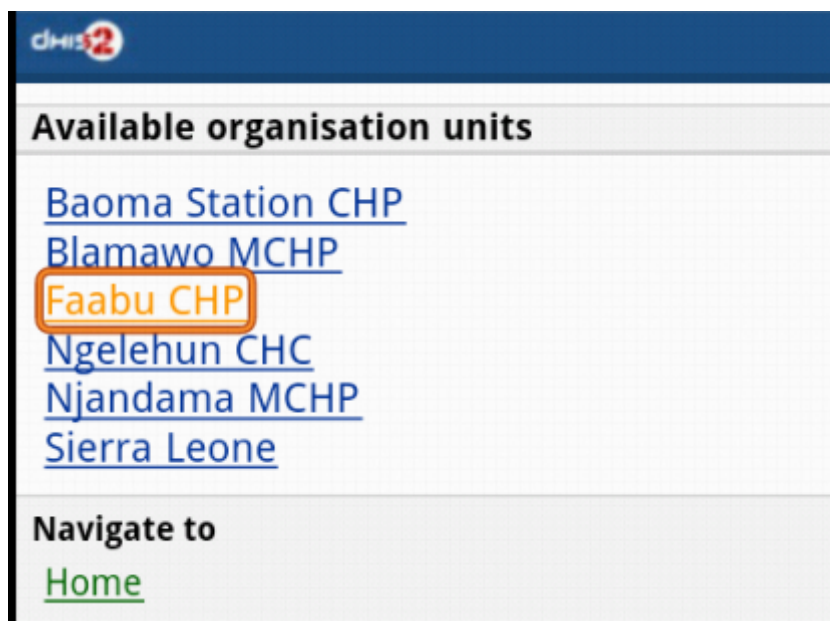 dHIS2
Available organisation units
Baoma Station CHP
Blamawo MCHP
Faabu CHP
Ngelehun CHC
Njandama MCHP
Sierra Leone
Navigate to
Home